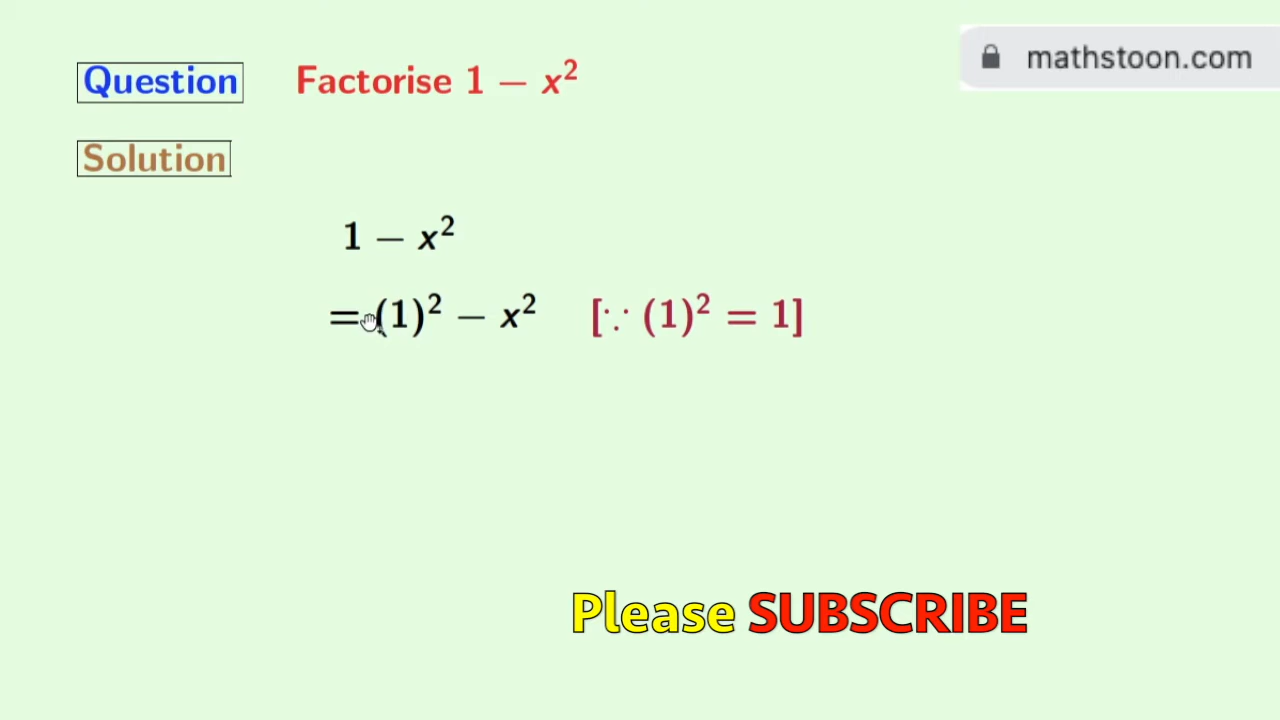 Question Factorise 1 − x² mathstoon.com
Solution
1 − x²
= (1)² − x² [∵ (1)² = 1]
Please SUBSCRIBE